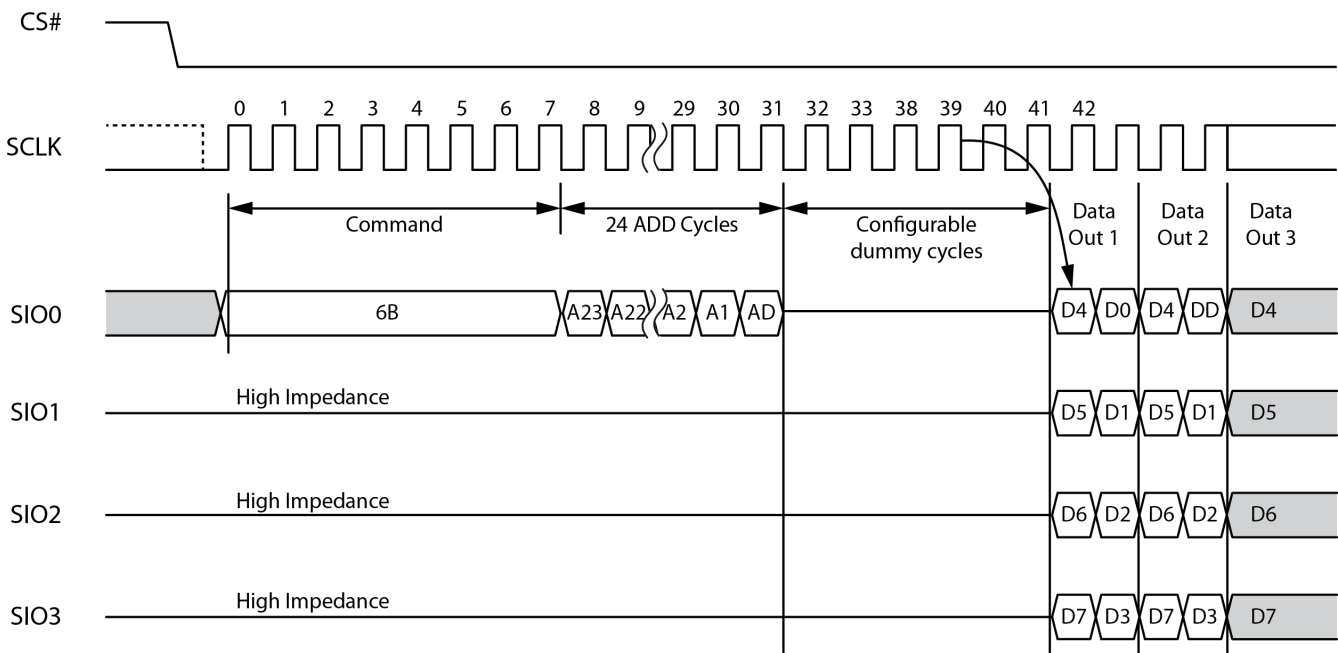 CS#
0 1 2 3 4 5 6 7 8 9 29 30 31 32 33 38 39 40 41 42
SCLK
Command
24 ADD Cycles
Configurable
dummy cycles
Data
Out 1
Data
Out 2
Data
Out 3
SIO0 6B A23 A22 A2 A1 AD D4 D0 D4 DD D4
High Impedance
SIO1 D5 D1 D5 D1 D5
High Impedance
SIO2 D6 D2 D6 D2 D6
High Impedance
SIO3 D7 D3 D7 D3 D7